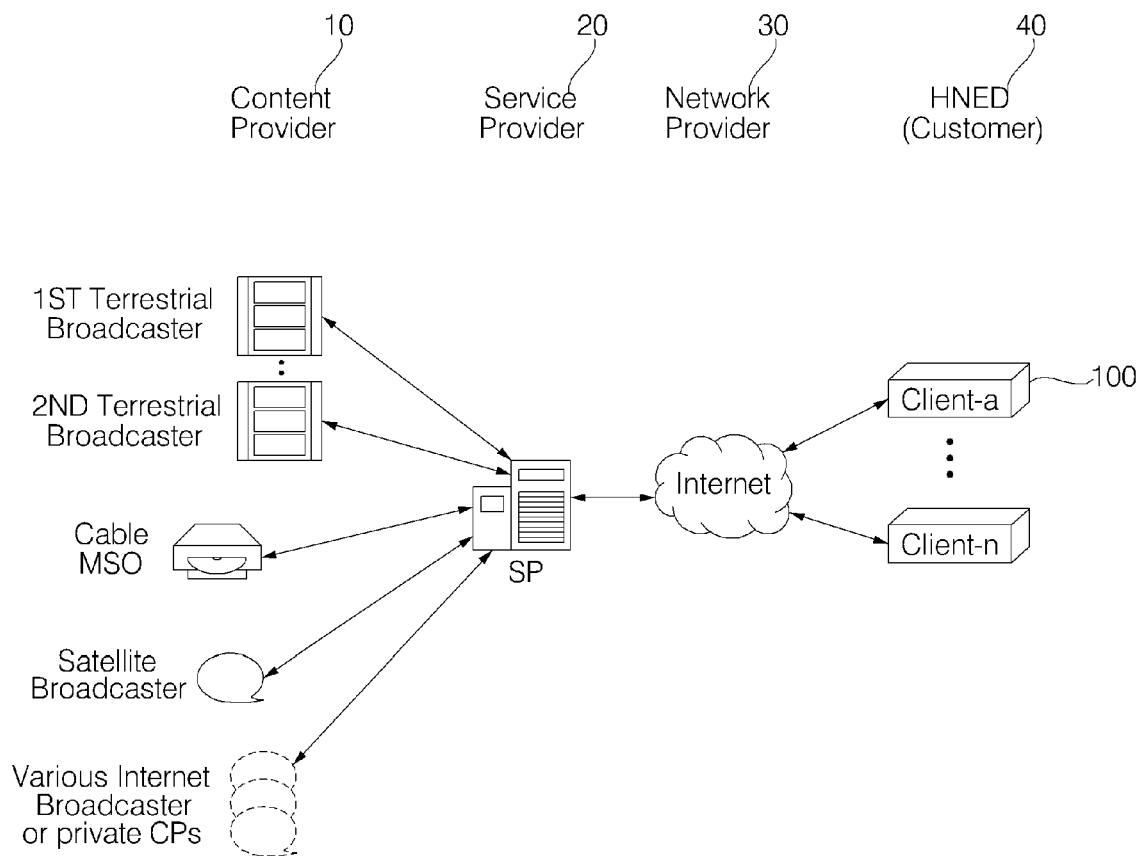 10
20
30
40
Content
Provider
Service
Provider
Network
Provider
HNED
(Customer)
1ST Terrestrial
Broadcaster
2ND Terrestrial
Broadcaster
Cable
MSO
Satellite
Broadcaster
Various Internet
Broadcaster
or private CPs
SP
Internet
Client-a
100
Client-n